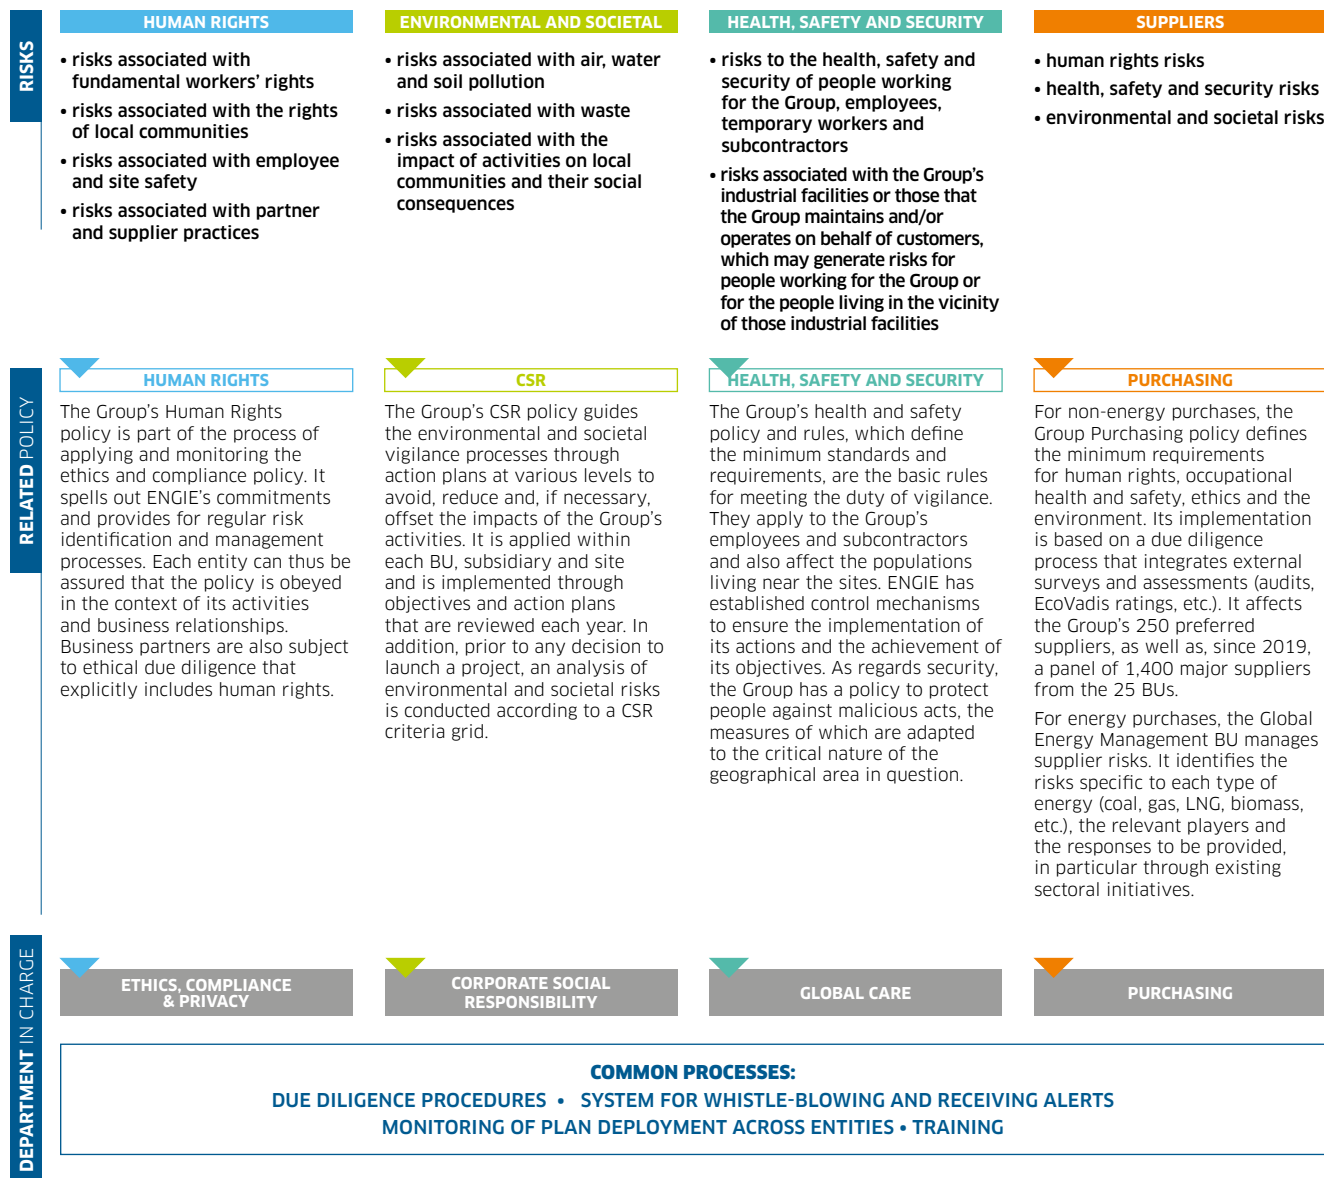 RISKS
HUMAN RIGHTS
• risks associated with
fundamental workers' rights
• risks associated with the rights
of local communities
• risks associated with employee
and site safety
• risks associated with partner
and supplier practices
ENVIRONMENTAL AND SOCIETAL
• risks associated with air, water
and soil pollution
• risks associated with waste
• risks associated with the
impact of activities on local
communities and their social
consequences
HEALTH, SAFETY AND SECURITY
• risks to the health, safety and
security of people working
for the Group, employees,
temporary workers and
subcontractors
• risks associated with the Group's
industrial facilities or those that
the Group maintains and/or
operates on behalf of customers,
which may generate risks for
people working for the Group or
for the people living in the vicinity
of those industrial facilities
SUPPLIERS
• human rights risks
• health, safety and security risks
• environmental and societal risks
RELATED POLICY
HUMAN RIGHTS
The Group's Human Rights
policy is part of the process of
applying and monitoring the
ethics and compliance policy. It
spells out ENGIE's commitments
and provides for regular risk
identification and management
processes. Each entity can thus be
assured that the policy is obeyed
in the context of its activities
and business relationships.
Business partners are also subject
to ethical due diligence that
explicitly includes human rights.
CSR
The Group's CSR policy guides
the environmental and societal
vigilance processes through
action plans at various levels to
avoid, reduce and, if necessary,
offset the impacts of the Group's
activities. It is applied within
each BU, subsidiary and site
and is implemented through
objectives and action plans
that are reviewed each year. In
addition, prior to any decision to
launch a project, an analysis of
environmental and societal risks
is conducted according to a CSR
criteria grid.
HEALTH, SAFETY AND SECURITY
The Group's health and safety
policy and rules, which define
the minimum standards and
requirements, are the basic rules
for meeting the duty of vigilance.
They apply to the Group's
employees and subcontractors
and also affect the populations
living near the sites. ENGIE has
established control mechanisms
to ensure the implementation of
its actions and the achievement of
its objectives. As regards security,
the Group has a policy to protect
people against malicious acts, the
measures of which are adapted
to the critical nature of the
geographical area in question.
PURCHASING
For non-energy purchases, the
Group Purchasing policy defines
the minimum requirements
for human rights, occupational
health and safety, ethics and the
environment. Its implementation
is based on a due diligence
process that integrates external
surveys and assessments (audits,
EcoVadis ratings, etc.). It affects
the Group's 250 preferred
suppliers, as well as, since 2019,
a panel of 1,400 major suppliers
from the 25 BUs.
For energy purchases, the Global
Energy Management BU manages
supplier risks. It identifies the
risks specific to each type of
energy (coal, gas, LNG, biomass,
etc.), the relevant players and
the responses to be provided,
in particular through existing
sectoral initiatives.
DEPARTMENT IN CHARGE
ETHICS, COMPLIANCE
& PRIVACY
CORPORATE SOCIAL
RESPONSIBILITY
GLOBAL CARE
PURCHASING
COMMON PROCESSES:
DUE DILIGENCE PROCEDURES • SYSTEM FOR WHISTLE-BLOWING AND RECEIVING ALERTS
MONITORING OF PLAN DEPLOYMENT ACROSS ENTITIES • TRAINING